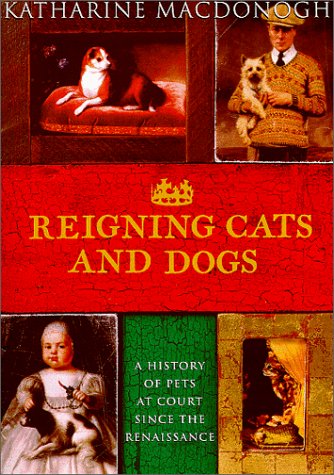 KATHARINE MACDONOGH
REIGNING CATS
AND DOGS
A HISTORY
OF PETS
AT COURT
SINCE THE
RENAISSANCE